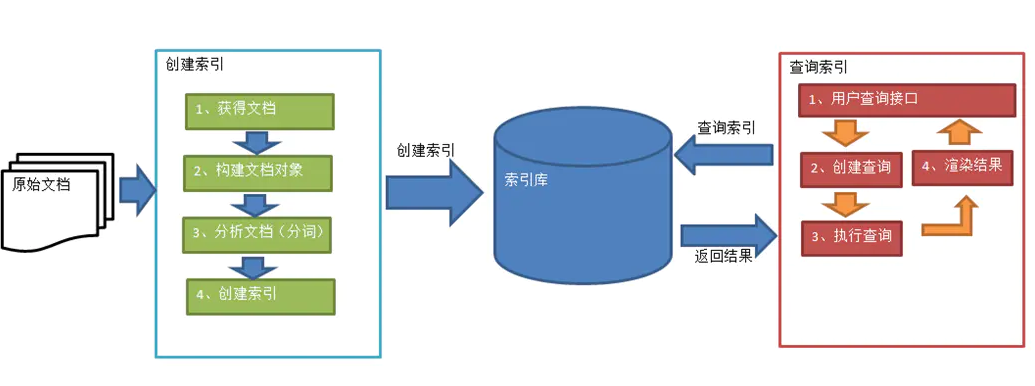 原始文档
创建索引
1、获得文档
2、构建文档对象
3、分析文档（分词）
4、创建索引
创建索引
索引库
查询索引
返回结果
查询索引
1、用户查询接口
2、创建查询
4、渲染结果
3、执行查询